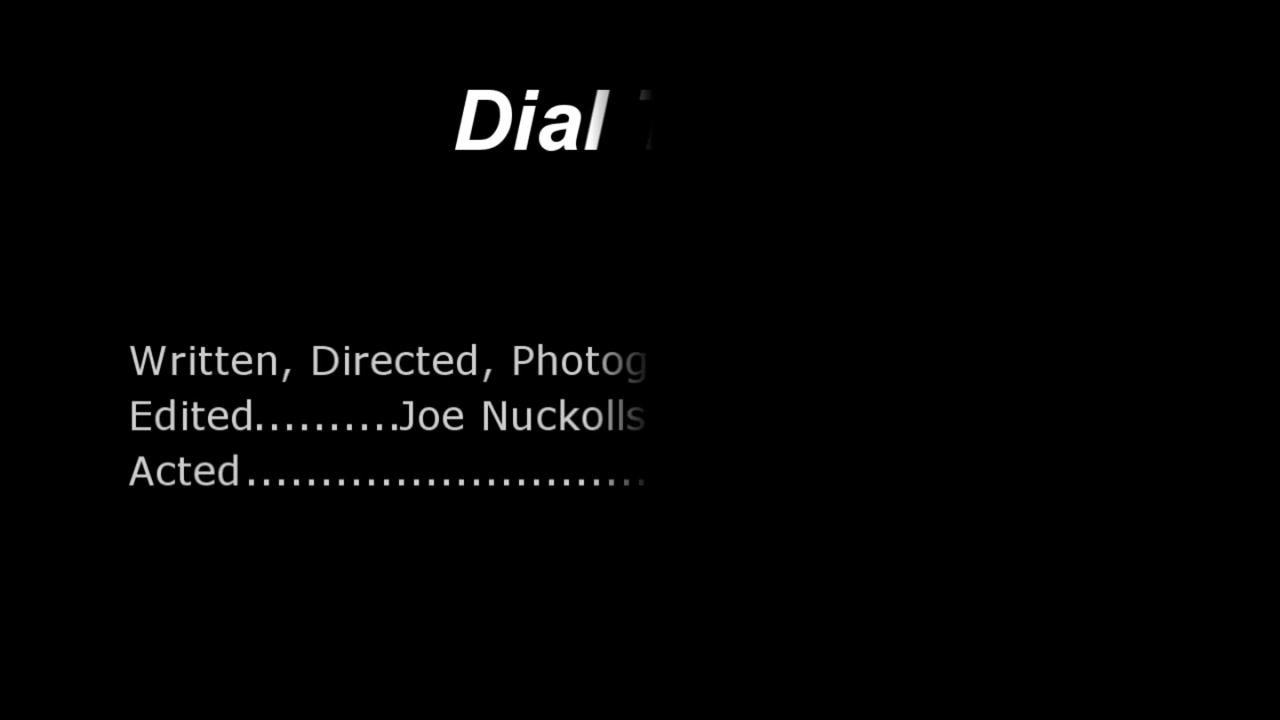 Dial
Written, Directed, Photog
Edited..........Joe Nuckolls
Acted...........................